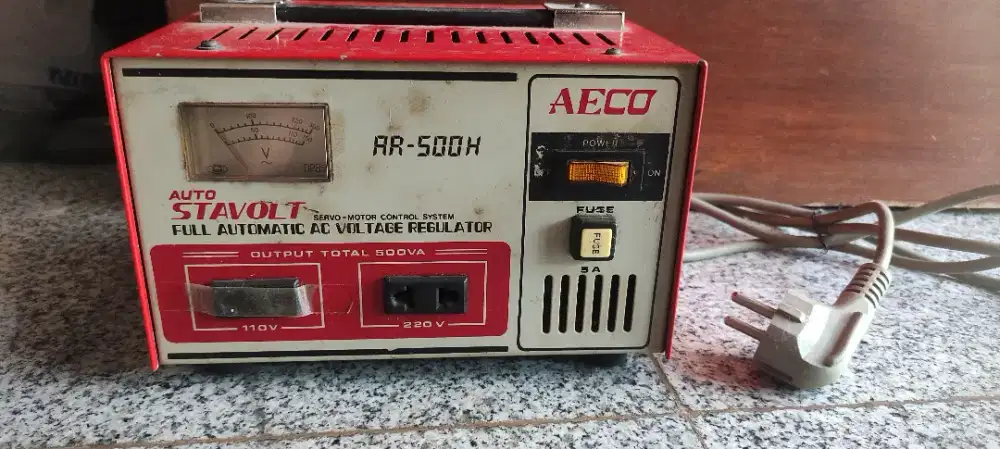 AECO
POWER
ON
AR-500H
V
AUTO
STAVOLT SERVO-MOTOR CONTROL SYSTEM
FULL AUTOMATIC AC VOLTAGE REGULATOR
FUSE
FUSE
5A
OUTPUT TOTAL 500VA
110V
220V